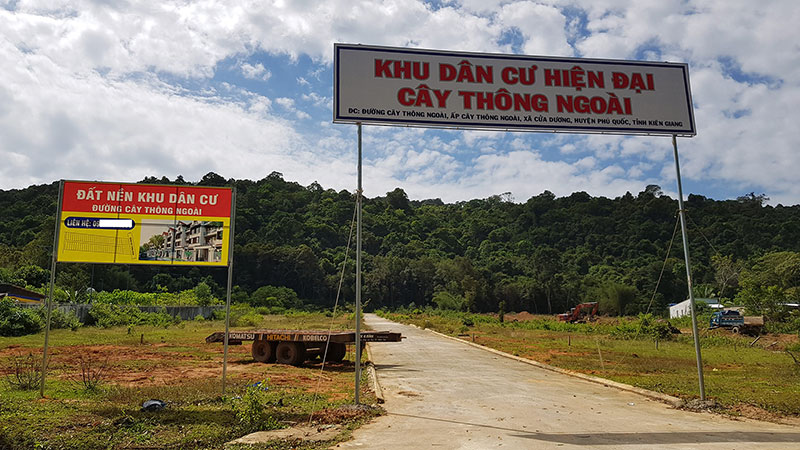 KHU DÂN CƯ HIỆN ĐẠI
CÂY THÔNG NGOÀI
ĐC: ĐƯỜNG CÂY THÔNG NGOÀI, ẤP CÂY THÔNG NGOÀI, XÃ CỬA DƯƠNG, HUYỆN PHÚ QUỐC, TỈNH KIÊN GIANG
ĐẤT NỀN KHU DÂN CƯ
ĐƯỜNG CÂY THÔNG NGOÀI
LIÊN HỆ: 09
KOMATSU HITACHI KOBELCO